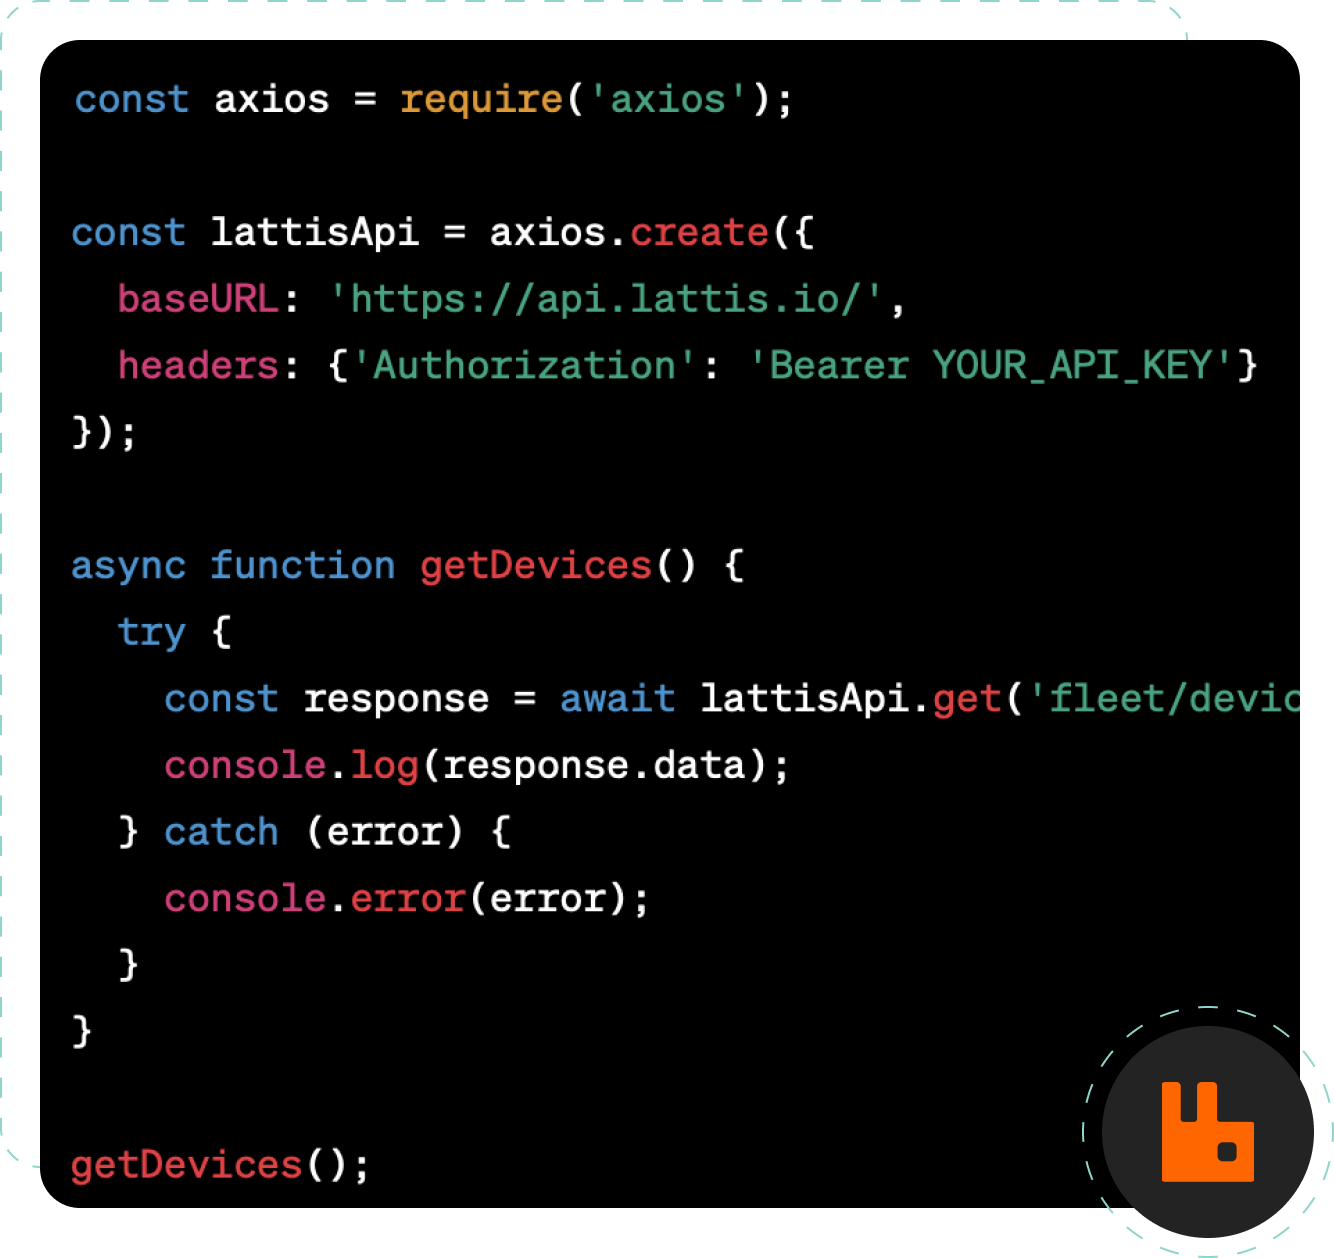 const axios = require('axios');
const lattisApi = axios.create({
baseURL: 'https://api.lattis.io/',
headers: {'Authorization': 'Bearer YOUR_API_KEY'}
});
async function getDevices() {
try {
const response = await lattisApi.get('fleet/devic
console.log(response.data);
} catch (error) {
console.error(error);
}
}
getDevices();